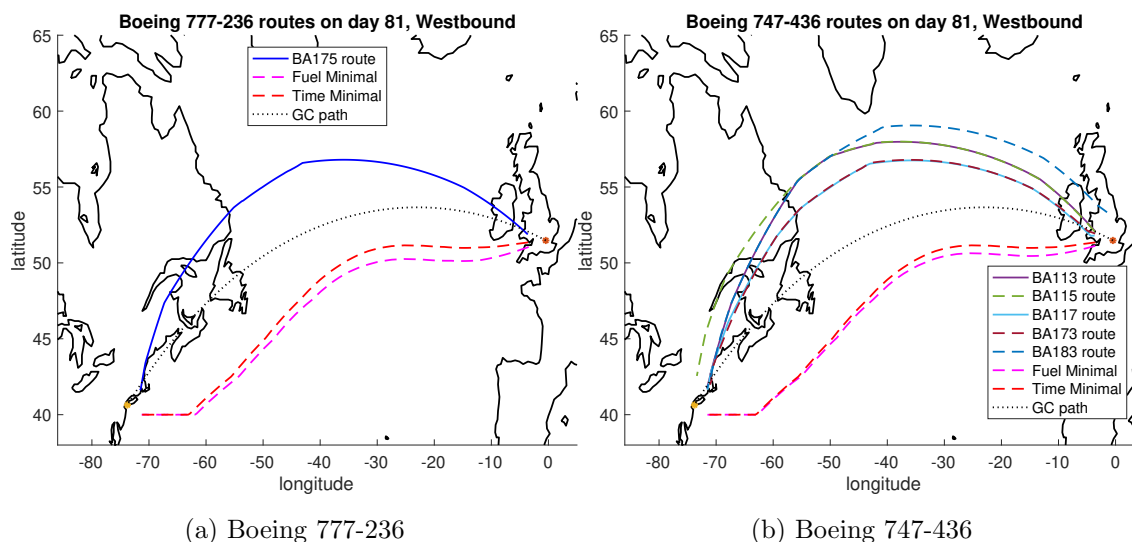 Boeing 777-236 routes on day 81, Westbound
65
60
55
50
45
40
latitude
-80 -70 -60 -50 -40 -30 -20 -10 0
longitude
BA175 route
Fuel Minimal
Time Minimal
GC path
(a) Boeing 777-236
Boeing 747-436 routes on day 81, Westbound
65
60
55
50
45
40
latitude
-80 -70 -60 -50 -40 -30 -20 -10 0
longitude
BA113 route
BA115 route
BA117 route
BA173 route
BA183 route
Fuel Minimal
Time Minimal
GC path
(b) Boeing 747-436